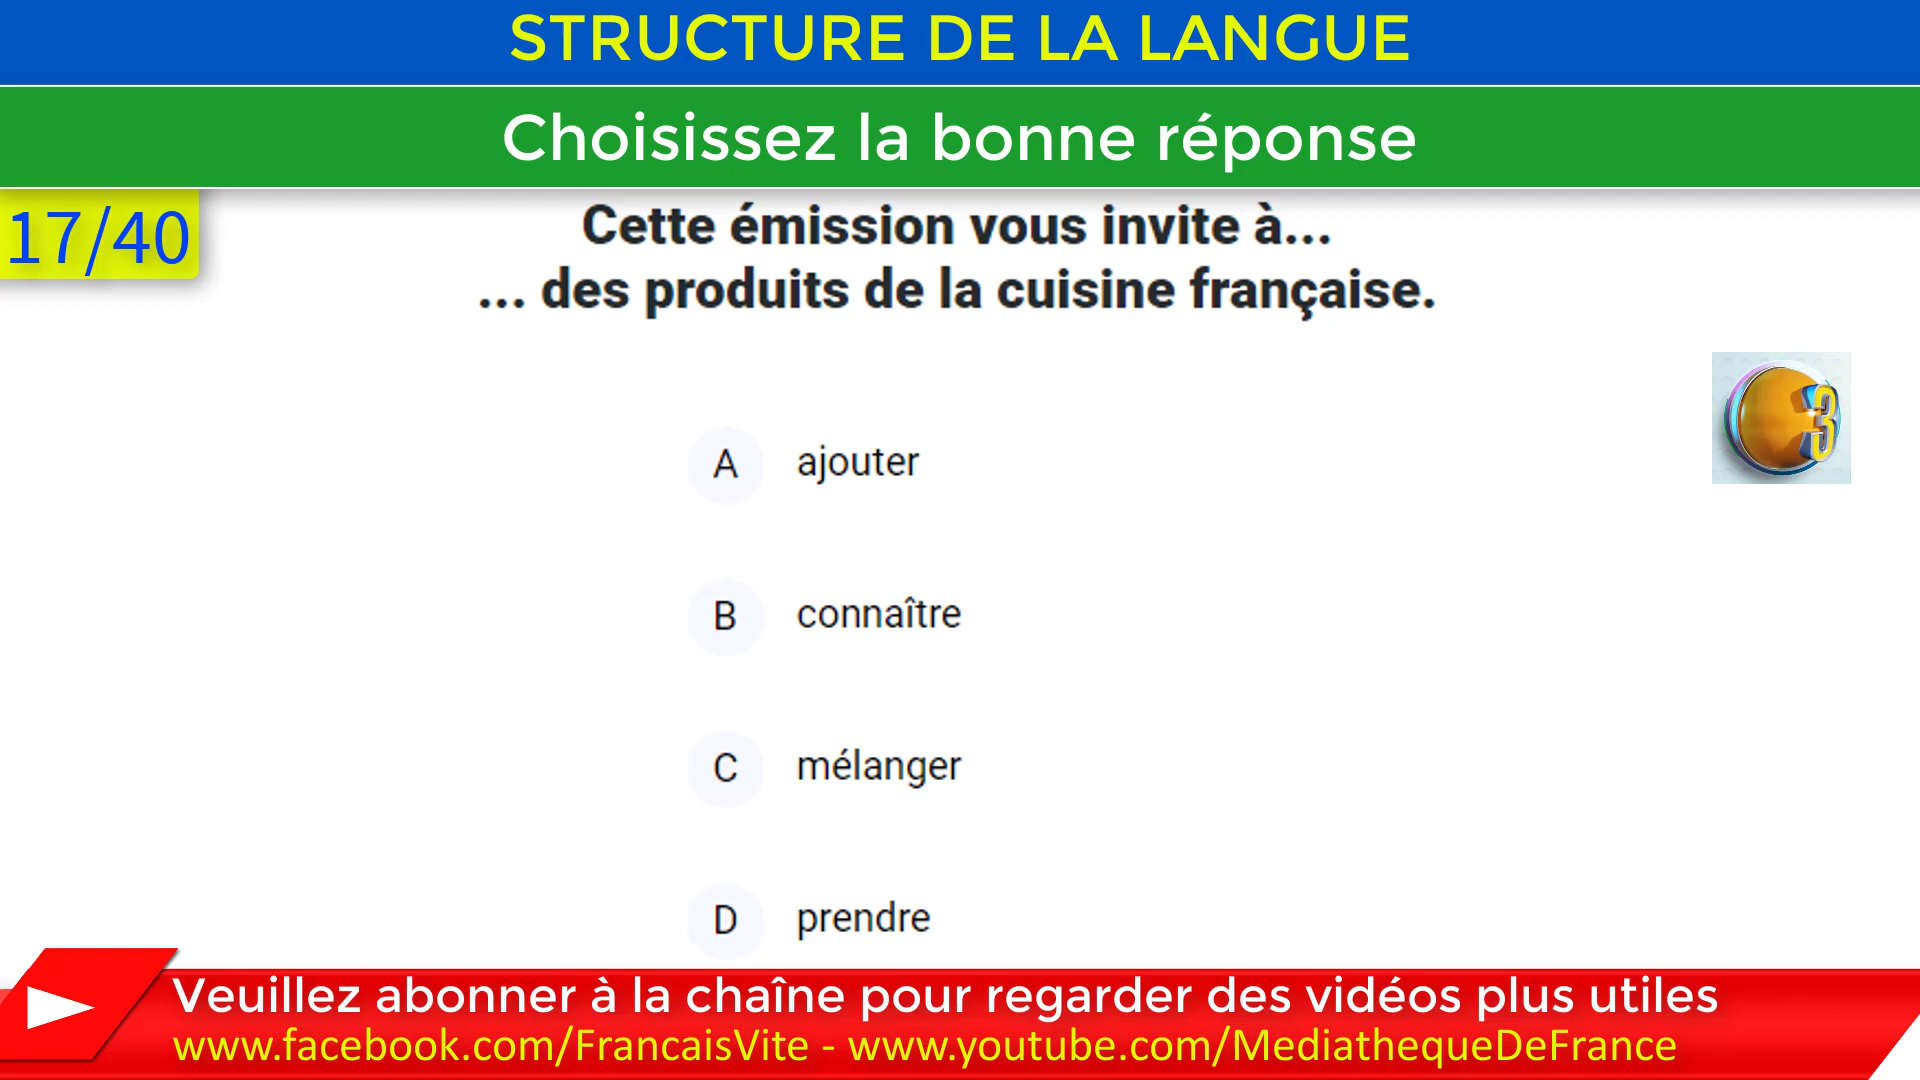 STRUCTURE DE LA LANGUE
Choisissez la bonne réponse
17/40
Cette émission vous invite à...
... des produits de la cuisine française.
3
A ajouter
B connaître
C mélanger
D prendre
Veuillez abonner à la chaîne pour regarder des vidéos plus utiles
www.facebook.com/FrancaisVite - www.youtube.com/MediathequeDeFrance